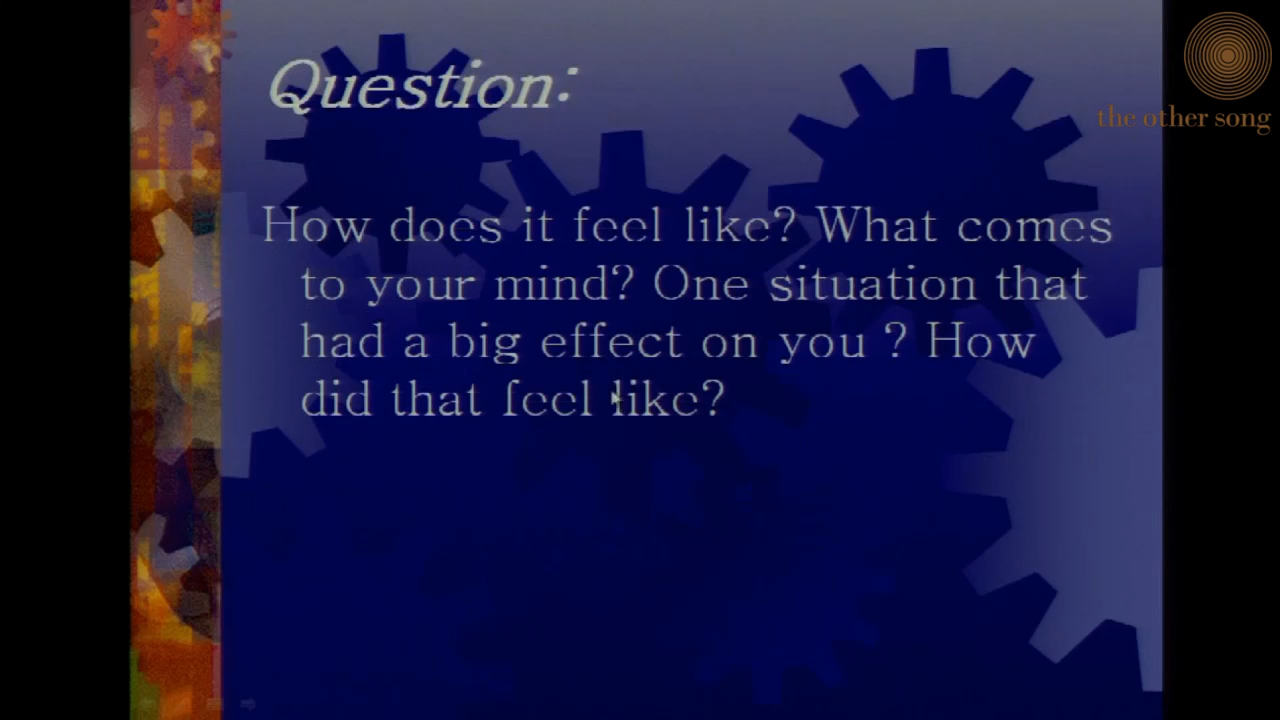 Question:
the other song
How does it feel like? What comes
to your mind? One situation that
had a big effect on you ? How
did that feel like?